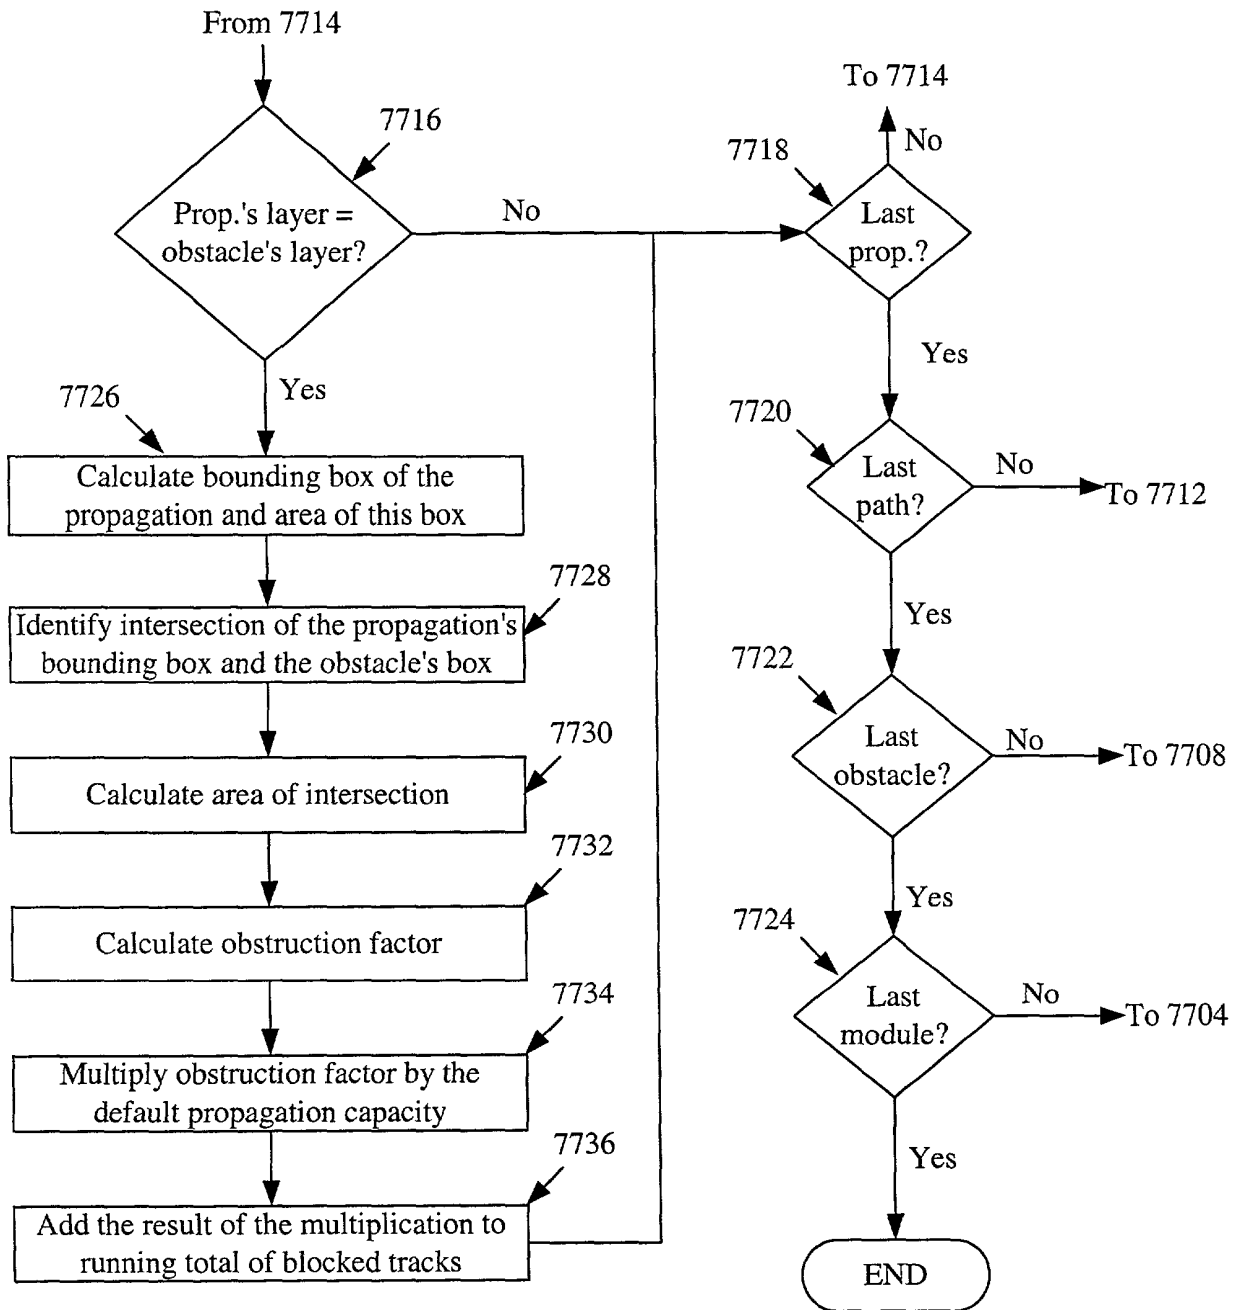 From 7714
7716
Prop.'s layer =
obstacle's layer?
No
Yes
7726
Calculate bounding box of the
propagation and area of this box
7728
Identify intersection of the propagation's
bounding box and the obstacle's box
7730
Calculate area of intersection
7732
Calculate obstruction factor
7734
Multiply obstruction factor by the
default propagation capacity
7736
Add the result of the multiplication to
running total of blocked tracks
To 7714
No
7718
Last
prop.?
Yes
7720
Last
path?
No
To 7712
Yes
7722
Last
obstacle?
No
To 7708
Yes
7724
Last
module?
No
To 7704
Yes
END